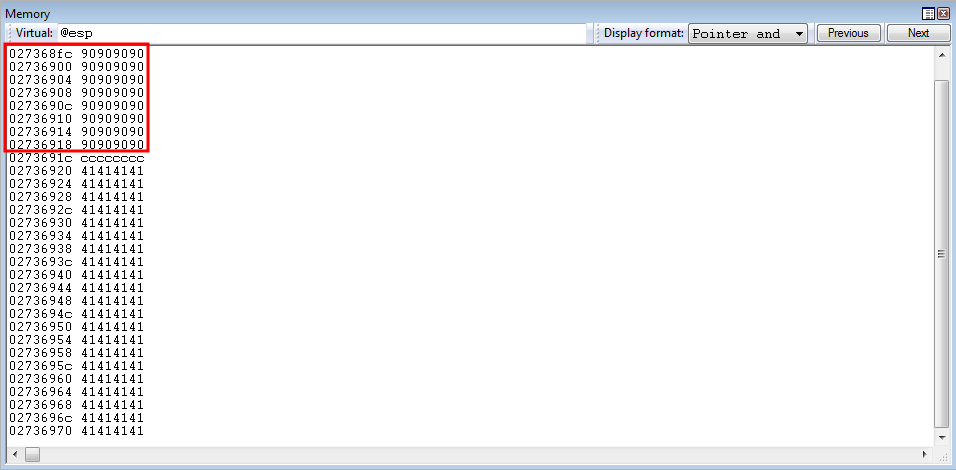 Memory
Virtual: @esp Display format: Pointer and Previous Next
027368fc 90909090
02736900 90909090
02736904 90909090
02736908 90909090
0273690c 90909090
02736910 90909090
02736914 90909090
02736918 90909090
0273691c cccccccc
02736920 41414141
02736924 41414141
02736928 41414141
0273692c 41414141
02736930 41414141
02736934 41414141
02736938 41414141
0273693c 41414141
02736940 41414141
02736944 41414141
02736948 41414141
0273694c 41414141
02736950 41414141
02736954 41414141
02736958 41414141
0273695c 41414141
02736960 41414141
02736964 41414141
02736968 41414141
0273696c 41414141
02736970 41414141